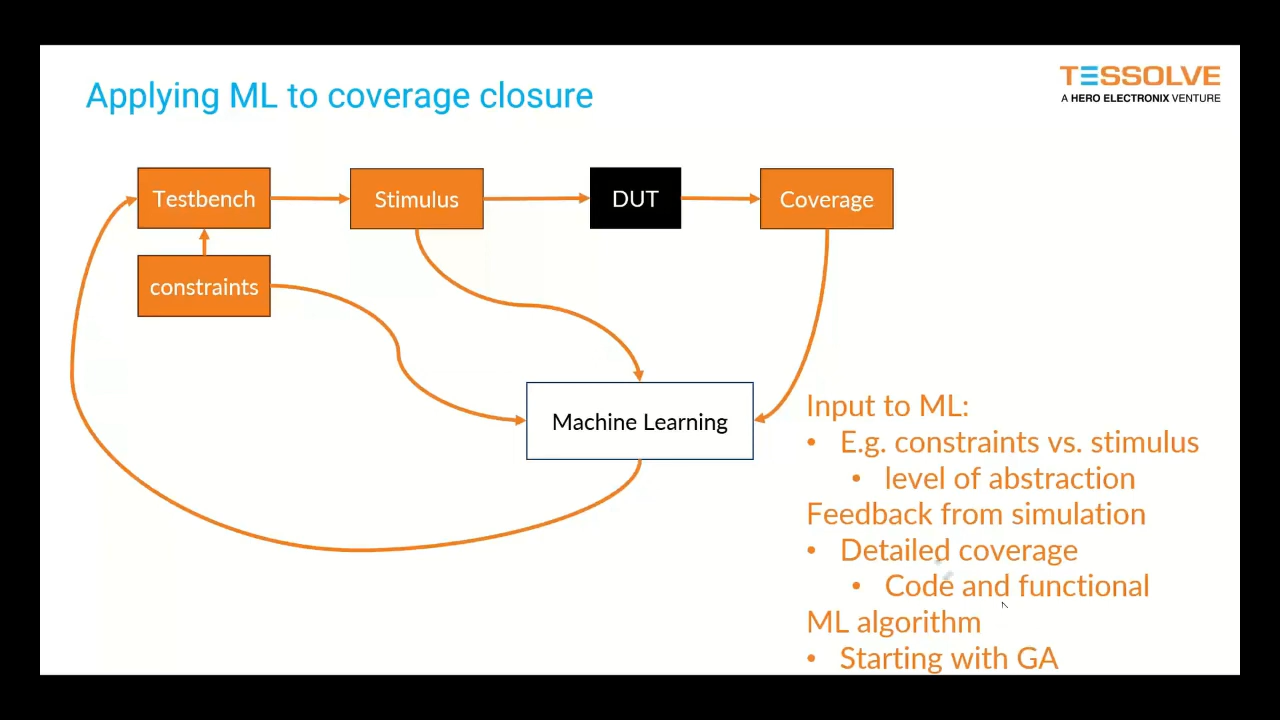 Applying ML to coverage closure
TESSOLVE
A HERO ELECTRONIX VENTURE
Testbench
Stimulus
DUT
Coverage
constraints
Machine Learning
Input to ML:
• E.g. constraints vs. stimulus
• level of abstraction
Feedback from simulation
• Detailed coverage
• Code and functional
ML algorithm
• Starting with GA